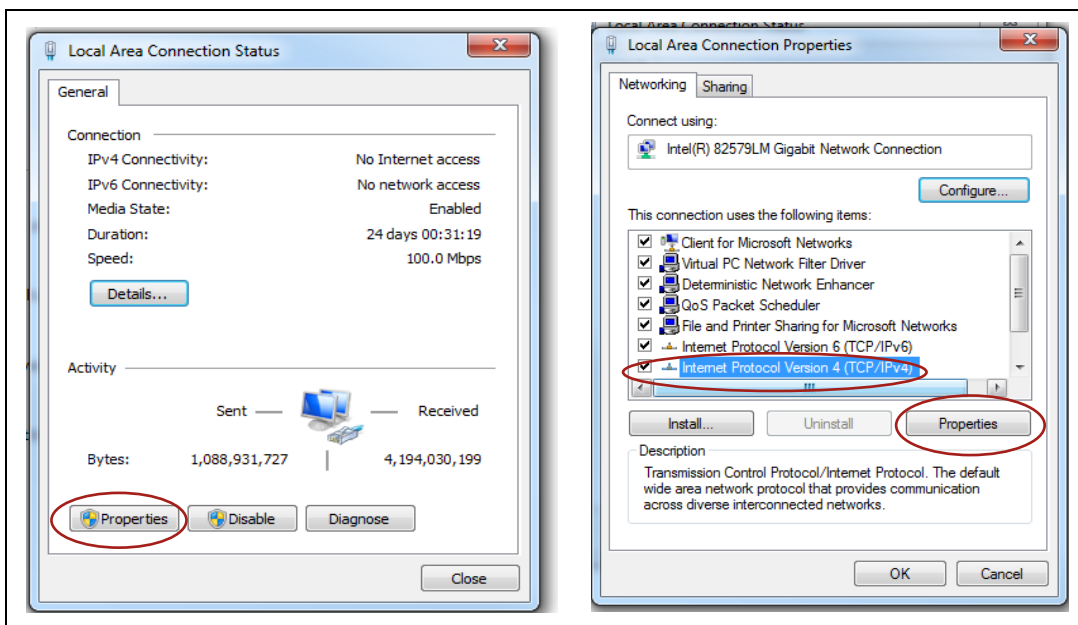 Local Area Connection Status
General
Connection
IPv4 Connectivity: No Internet access
IPv6 Connectivity: No network access
Media State: Enabled
Duration: 24 days 00:31:19
Speed: 100.0 Mbps
Details...
Activity
Sent Received
Bytes: 1,088,931,727 4,194,030,199
Properties Disable Diagnose
Close
Local Area Connection Status
Local Area Connection Properties
Networking Sharing
Connect using:
Intel(R) 82579LM Gigabit Network Connection
Configure...
This connection uses the following items:
Client for Microsoft Networks
Virtual PC Network Filter Driver
Deterministic Network Enhancer
QoS Packet Scheduler
File and Printer Sharing for Microsoft Networks
Internet Protocol Version 6 (TCP/IPv6)
Internet Protocol Version 4 (TCP/IPv4)
Install... Uninstall Properties
Description
Transmission Control Protocol/Internet Protocol. The default
wide area network protocol that provides communication
across diverse interconnected networks.
OK Cancel